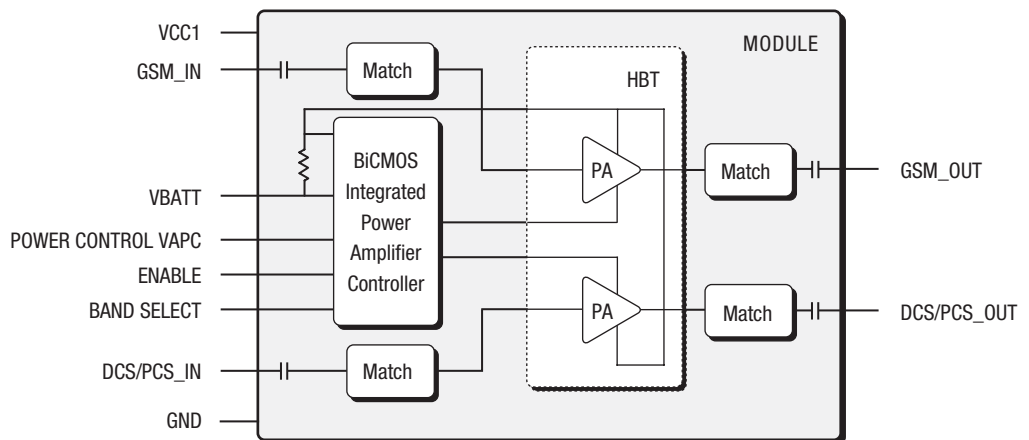 VCC1
MODULE
GSM_IN
Match
HBT
BiCMOS
Integrated
Power
Amplifier
Controller
PA
Match
GSM_OUT
VBATT
POWER CONTROL VAPC
ENABLE
BAND SELECT
PA
Match
DCS/PCS_OUT
DCS/PCS_IN
Match
GND